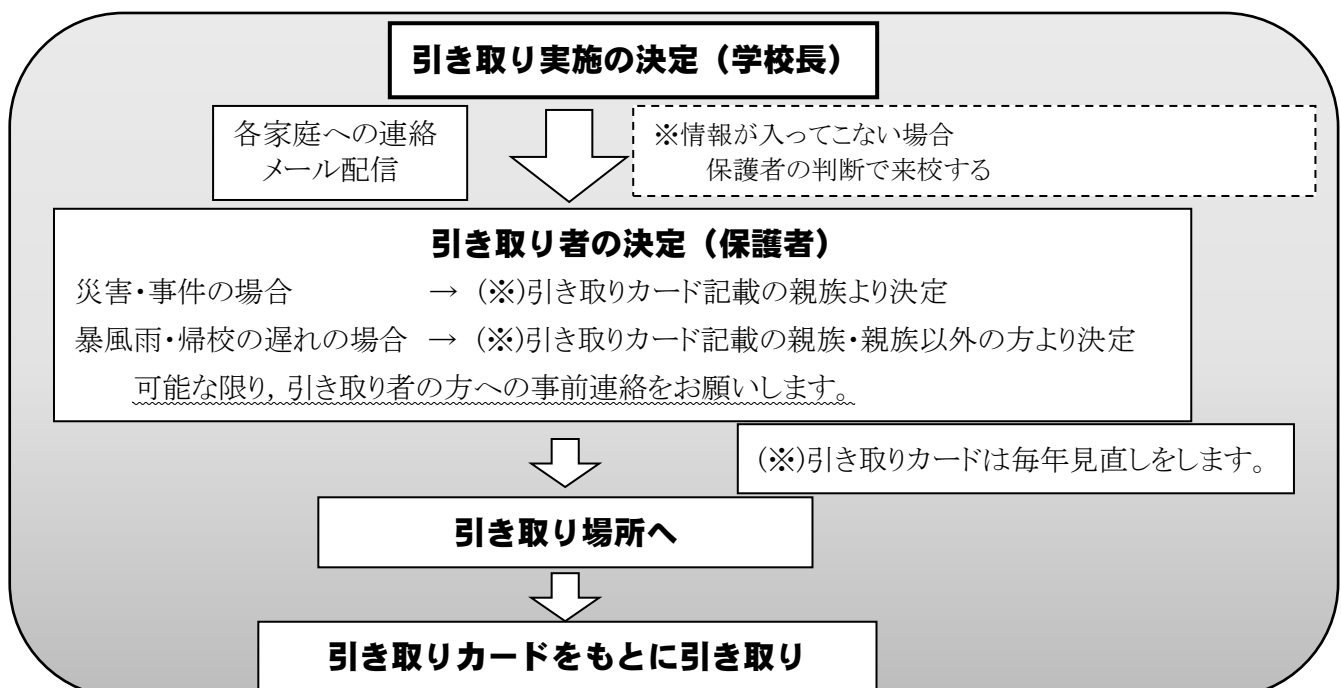 引き取り実施の決定（学校長）
各家庭への連絡
メール配信
※情報が入ってこない場合
保護者の判断で来校する
引き取り者の決定（保護者）
災害・事件の場合 → (※)引き取りカード記載の親族より決定
暴風雨・帰校の遅れの場合 → (※)引き取りカード記載の親族・親族以外の方より決定
可能な限り，引き取り者の方への事前連絡をお願いします。
(※)引き取りカードは毎年見直しをします。
引き取り場所へ
引き取りカードをもとに引き取り